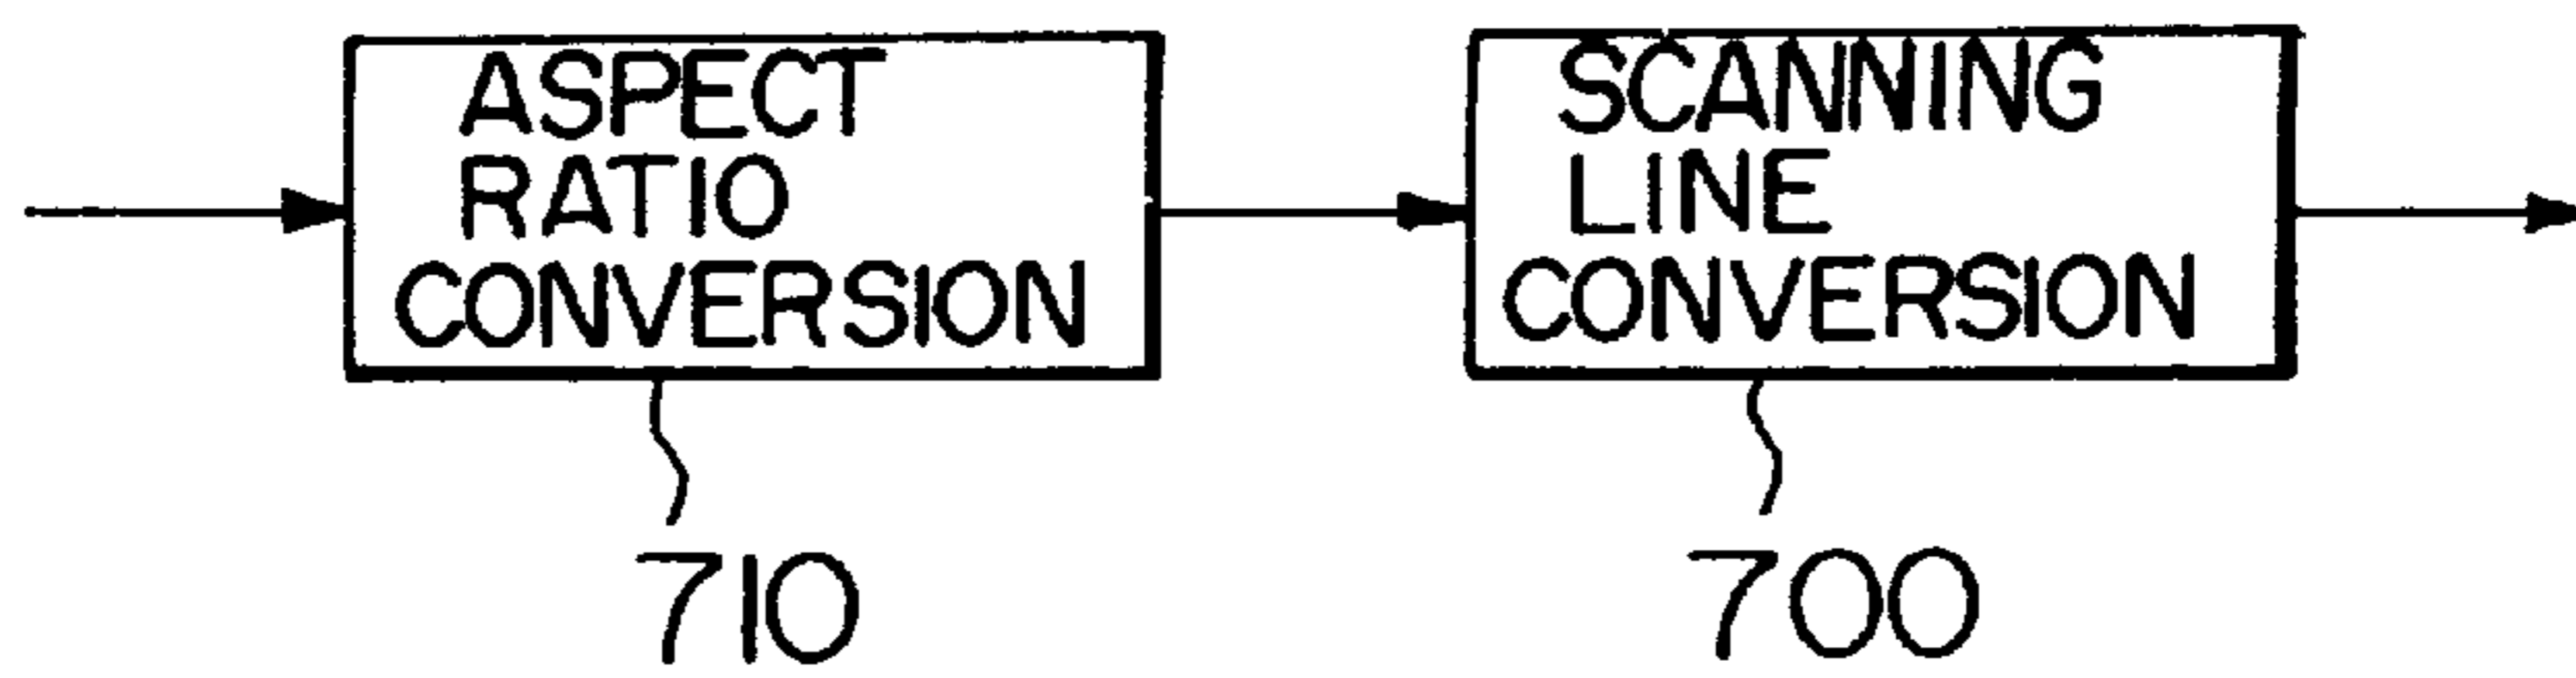 ASPECT
RATIO
CONVERSION
SCANNING
LINE
CONVERSION
710
700